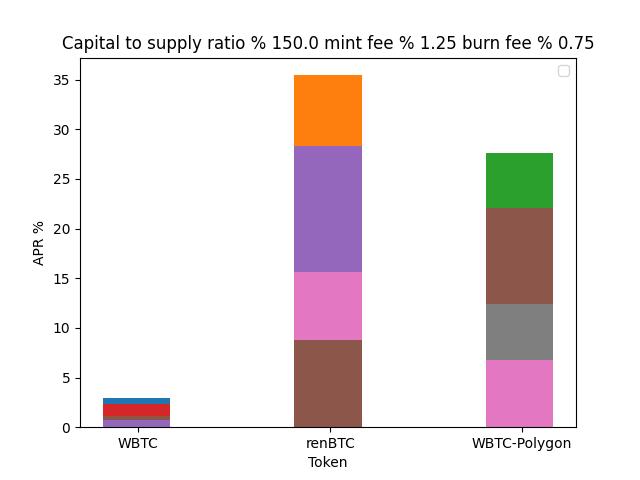 Capital to supply ratio % 150.0 mint fee % 1.25 burn fee % 0.75
35
30
25
20
15
10
5
0
APR %
WBTC renBTC WBTC-Polygon
Token